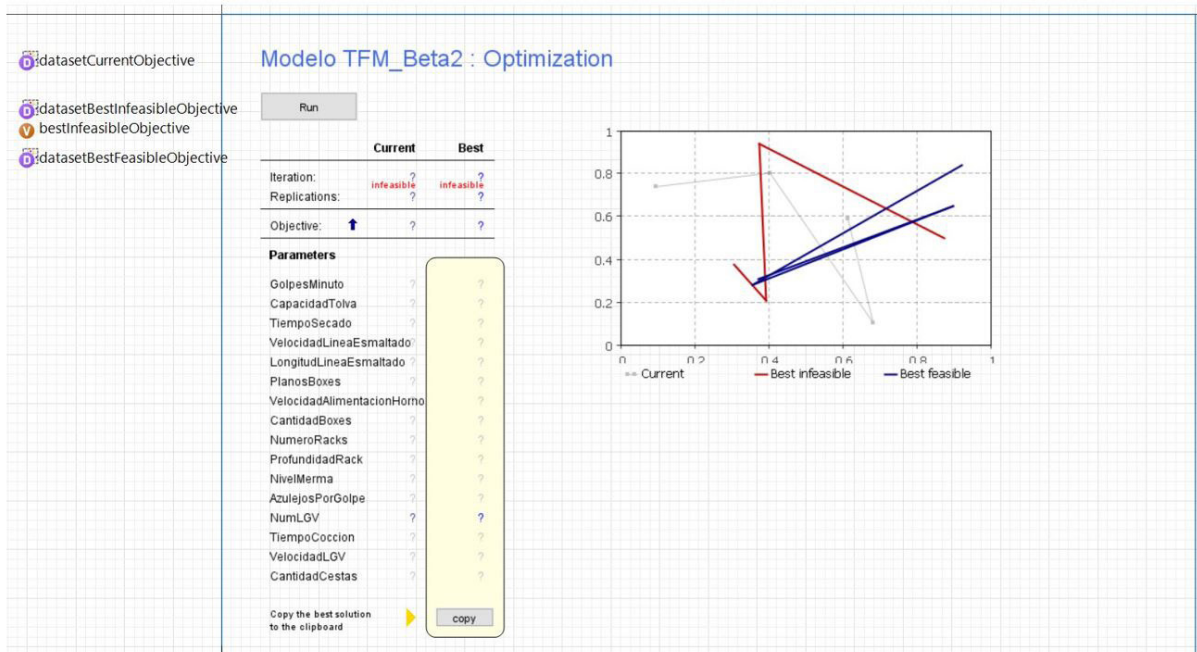 datasetCurrentObjective
Modelo TFM_Beta2 : Optimization
datasetBestInfeasibleObjective
bestInfeasibleObjective
datasetBestFeasibleObjective
Run
Current Best
Iteration: ? ?
infeasible infeasible
Replications: ? ?
Objective: ? ?
Parameters
GolpesMinuto ? ?
CapacidadTolva ? ?
TiempoSecado ? ?
VelocidadLineaEsmaltado ? ?
LongitudLineaEsmaltado ? ?
PlanosBoxes ? ?
VelocidadAlimentacionHorno ?
CantidadBoxes ? ?
NumeroRacks ? ?
ProfundidadRack ? ?
NivelMerma ? ?
AzulejosPorGolpe ? ?
NumLGV ? ?
TiempoCoccion ? ?
VelocidadLGV ? ?
CantidadCestas ? ?
Copy the best solution
to the clipboard
copy
1
0.8
0.6
0.4
0.2
0
0 0.2 0.4 0.6 0.8 1
Current Best infeasible Best feasible